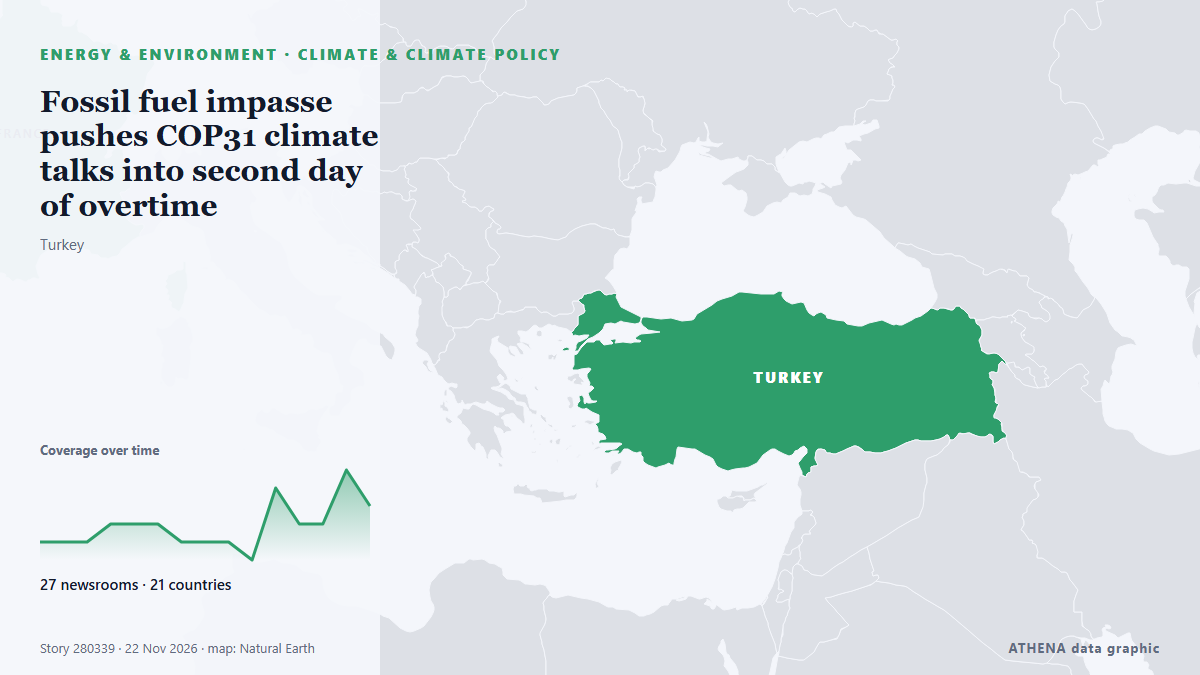 ENERGY & ENVIRONMENT · CLIMATE & CLIMATE POLICY
Fossil fuel impasse
pushes COP31 climate
talks into second day
of overtime
Turkey
TURKEY
Coverage over time
27 newsrooms · 21 countries
Story 280339 · 22 Nov 2026 · map: Natural Earth
ATHENA data graphic